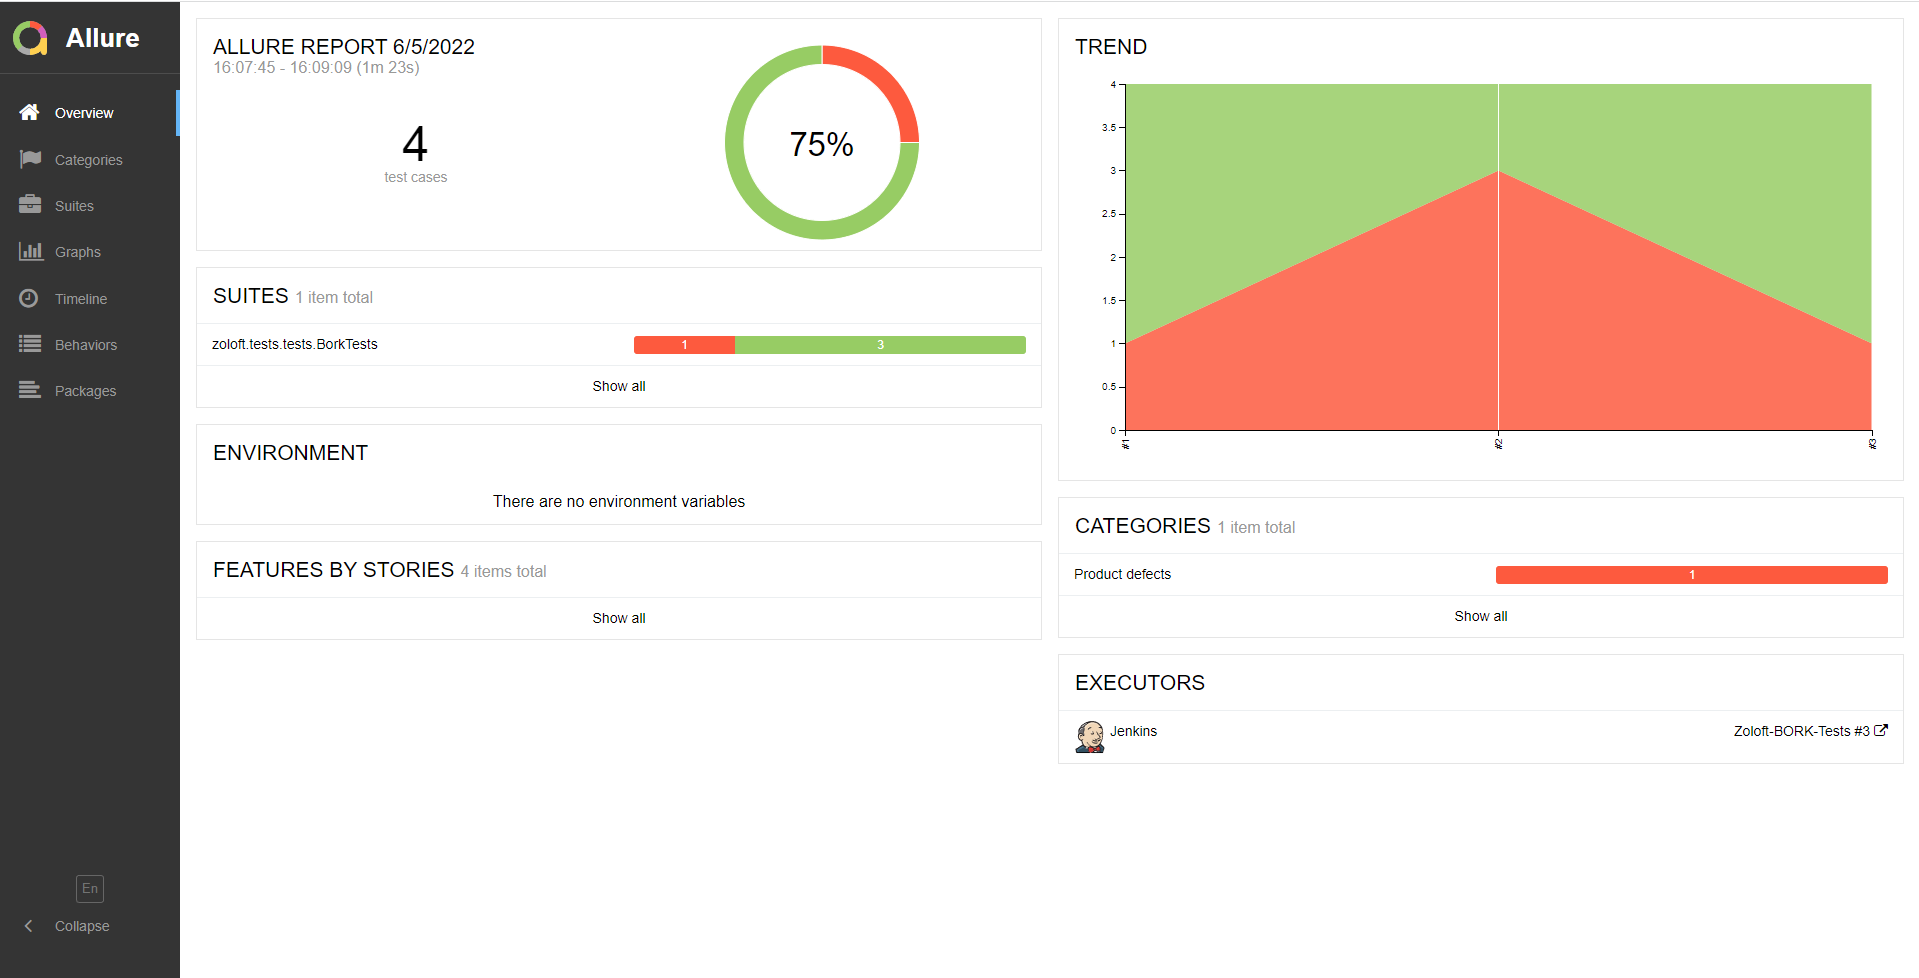 Allure
Overview
Categories
Suites
Graphs
Timeline
Behaviors
Packages
En
Collapse
ALLURE REPORT 6/5/2022
16:07:45 - 16:09:09 (1m 23s)
4
test cases
75%
SUITES 1 item total
zoloft.tests.tests.BorkTests
1 3
Show all
ENVIRONMENT
There are no environment variables
FEATURES BY STORIES 4 items total
Show all
TREND
4
3.5
3
2.5
2
1.5
1
0.5
0
#1 #2 #3
CATEGORIES 1 item total
Product defects 1
Show all
EXECUTORS
Jenkins Zoloft-BORK-Tests #3